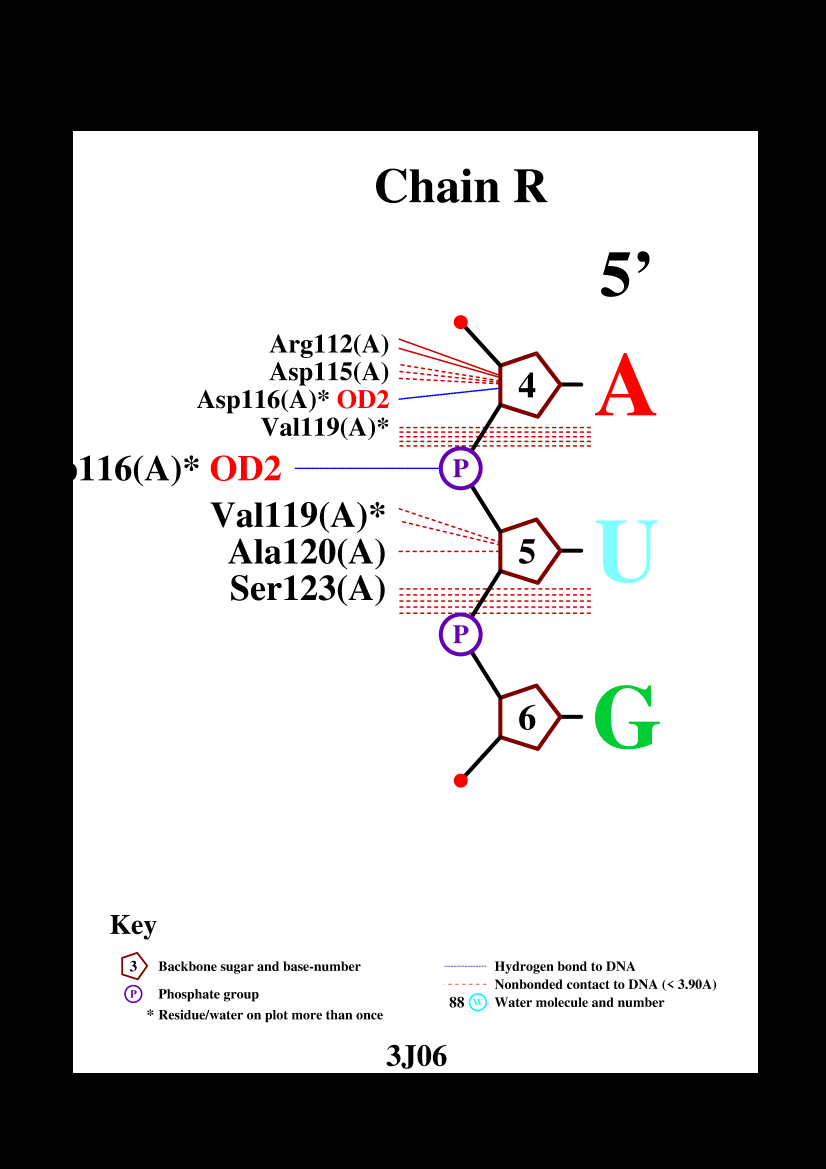 Chain R
5’
Arg112(A)
Asp115(A)
4 A
Asp116(A)* OD2
Val119(A)*
116(A)* OD2 P
Val119(A)*
Ala120(A) 5 U
Ser123(A)
P
6 G
Key
3 Backbone sugar and base-number
P Phosphate group
* Residue/water on plot more than once
Hydrogen bond to DNA
Nonbonded contact to DNA (< 3.90A)
88 W Water molecule and number
3J06